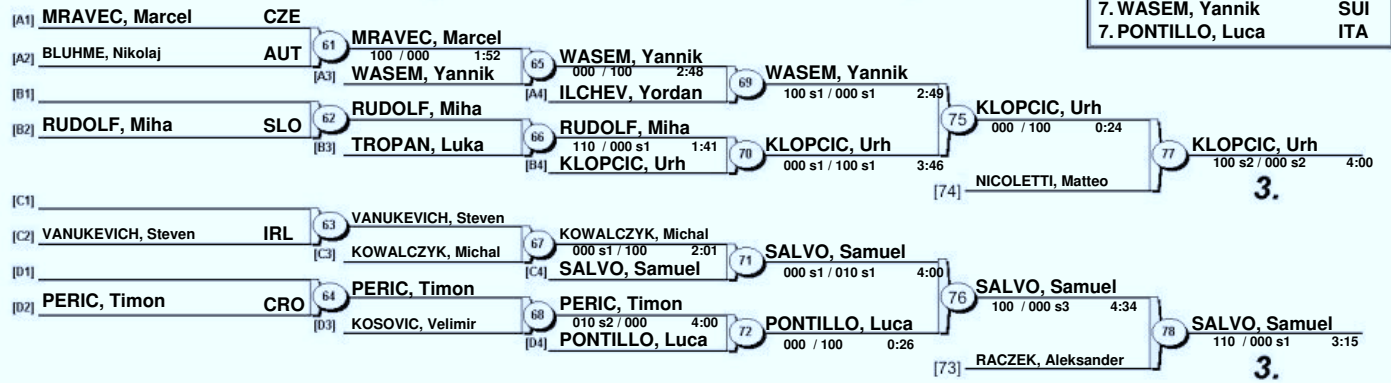 7. WASEM, Yannik SUI
7. PONTILLO, Luca ITA
[A1] MRAVEC, Marcel CZE
[A2] BLUHME, Nikolaj AUT
61 MRAVEC, Marcel
100 / 000 1:52
[A3] WASEM, Yannik
65 WASEM, Yannik
000 / 100 2:48
[A4] ILCHEV, Yordan
69 WASEM, Yannik
100 s1 / 000 s1 2:49
[B1]
[B2] RUDOLF, Miha SLO
62 RUDOLF, Miha
[B3] TROPAN, Luka
66 RUDOLF, Miha
110 / 000 s1 1:41
[B4] KLOPCIC, Urh
70 KLOPCIC, Urh
000 s1 / 100 s1 3:46
75 KLOPCIC, Urh
000 / 100 0:24
[74] NICOLETTI, Matteo
77 KLOPCIC, Urh
100 s2 / 000 s2 4:00
3.
[C1]
[C2] VANUKEVICH, Steven IRL
63 VANUKEVICH, Steven
[C3] KOWALCZYK, Michal
67 KOWALCZYK, Michal
000 s1 / 100 2:01
[C4] SALVO, Samuel
71 SALVO, Samuel
000 s1 / 010 s1 4:00
[D1]
[D2] PERIC, Timon CRO
64 PERIC, Timon
[D3] KOSOVIC, Velimir
68 PERIC, Timon
010 s2 / 000 4:00
[D4] PONTILLO, Luca
72 PONTILLO, Luca
000 / 100 0:26
76 SALVO, Samuel
100 / 000 s3 4:34
[73] RACZEK, Aleksander
78 SALVO, Samuel
110 / 000 s1 3:15
3.